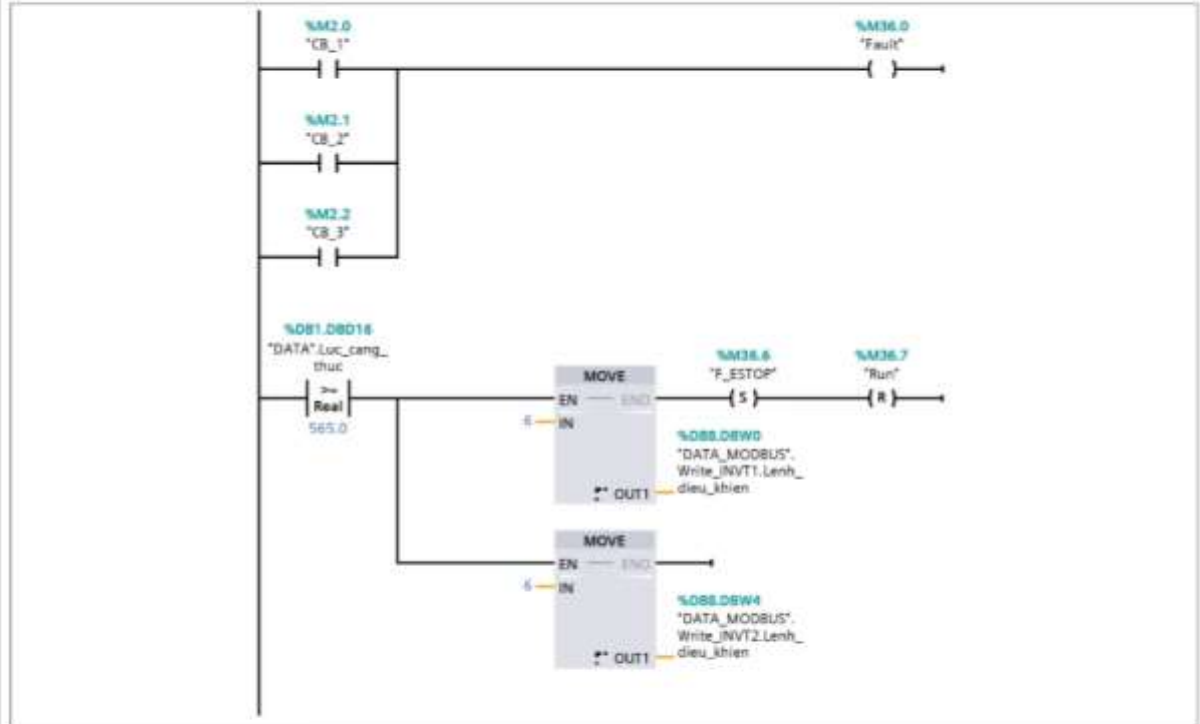 %M2.0
"CB_1"
%M36.0
"Fault"
%M2.1
"CB_2"
%M2.2
"CB_3"
%DB1.DBD16
"DATA".Luc_cang_
thuc
>=
Real
565.0
MOVE
EN
ENO
6
IN
OUT1
%M36.6
"F_ESTOP"
S
%M36.7
"Run"
R
%DB8.DBW0
"DATA_MODBUS".
Write_INVT1.Lenh_
dieu_khien
MOVE
EN
ENO
6
IN
OUT1
%DB8.DBW4
"DATA_MODBUS".
Write_INVT2.Lenh_
dieu_khien